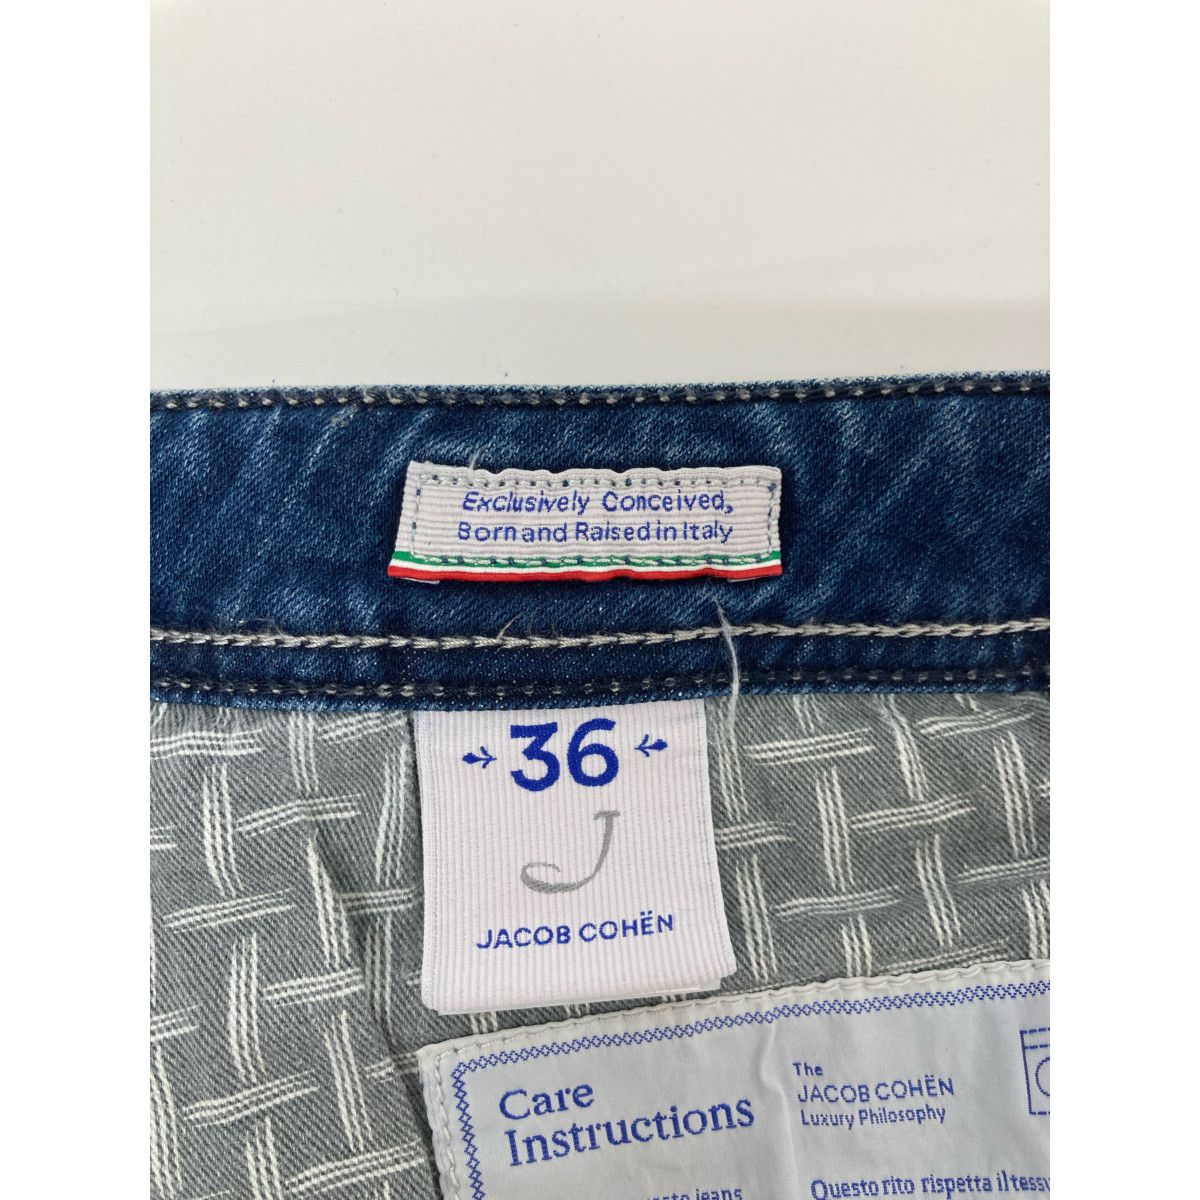 Exclusively Conceived,
Born and Raised in Italy
36
J
JACOB COHËN
Care
Instructions
The
JACOB COHËN
Luxury Philosophy
Questo rito rispetta il
jeans